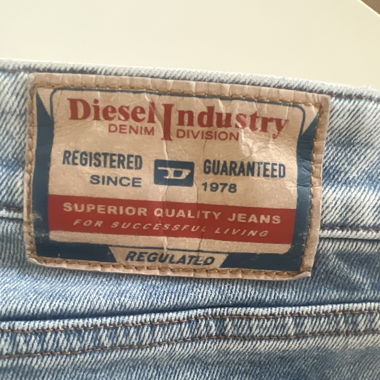 Diesel Industry
DENIM DIVISION
REGISTERED D GUARANTEED
SINCE 1978
SUPERIOR QUALITY JEANS
FOR SUCCESSFUL LIVING
REGULATED